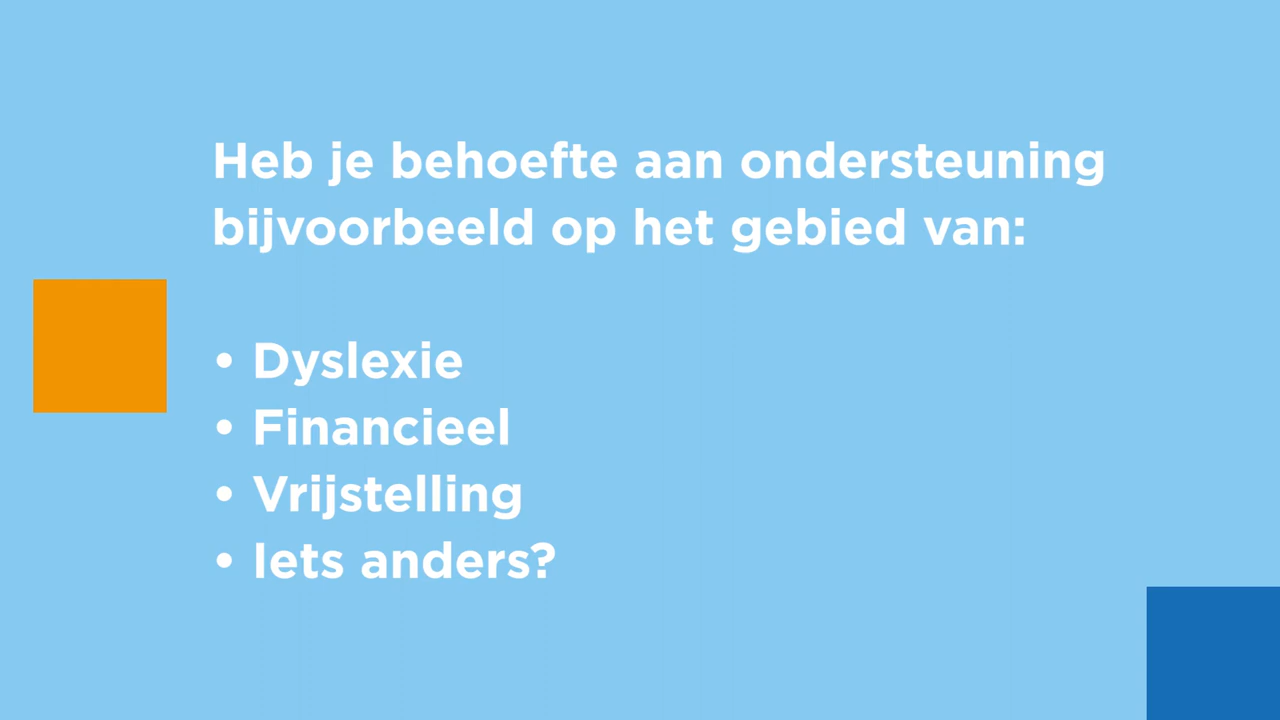 Heb je behoefte aan ondersteuning
bijvoorbeeld op het gebied van:
• Dyslexie
• Financieel
• Vrijstelling
• Iets anders?